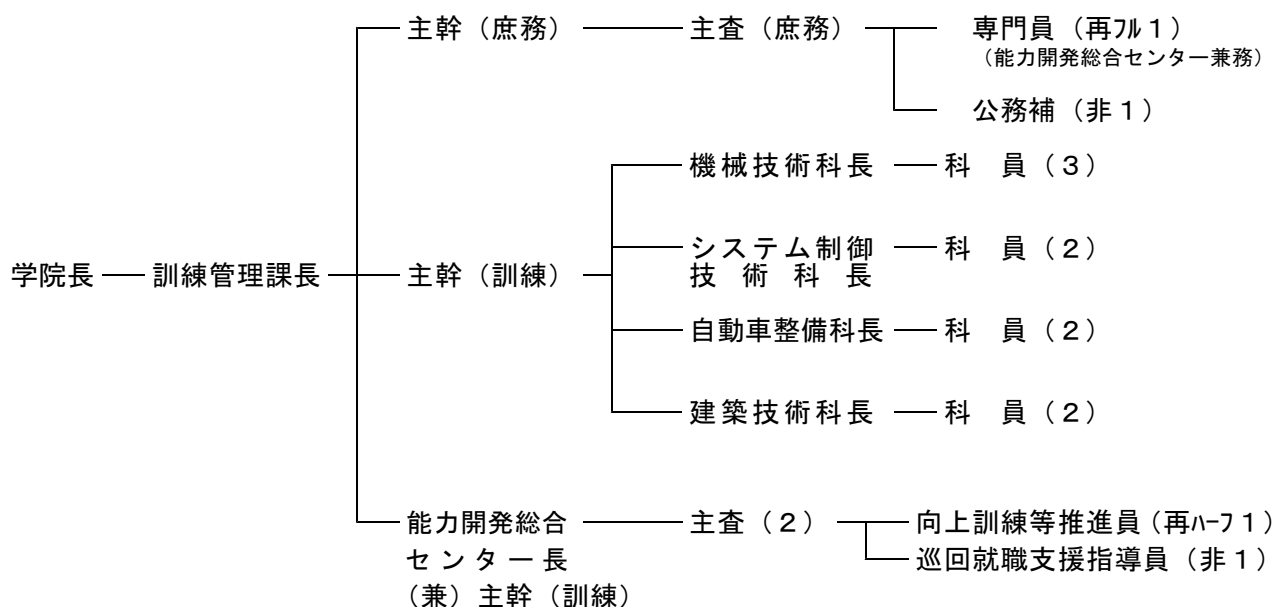 主幹（庶務） 主査（庶務） 専門員（再フル１）
（能力開発総合センター兼務）
公務補（非１）
機械技術科長 科　員（３）
システム制御 科　員（２）
技術科長
学院長 訓練管理課長 主幹（訓練）
自動車整備科長 科　員（２）
建築技術科長 科　員（２）
能力開発総合 主査（２） 向上訓練等推進員（再ハーフ１）
センター長 巡回就職支援指導員（非１）
（兼）主幹（訓練）